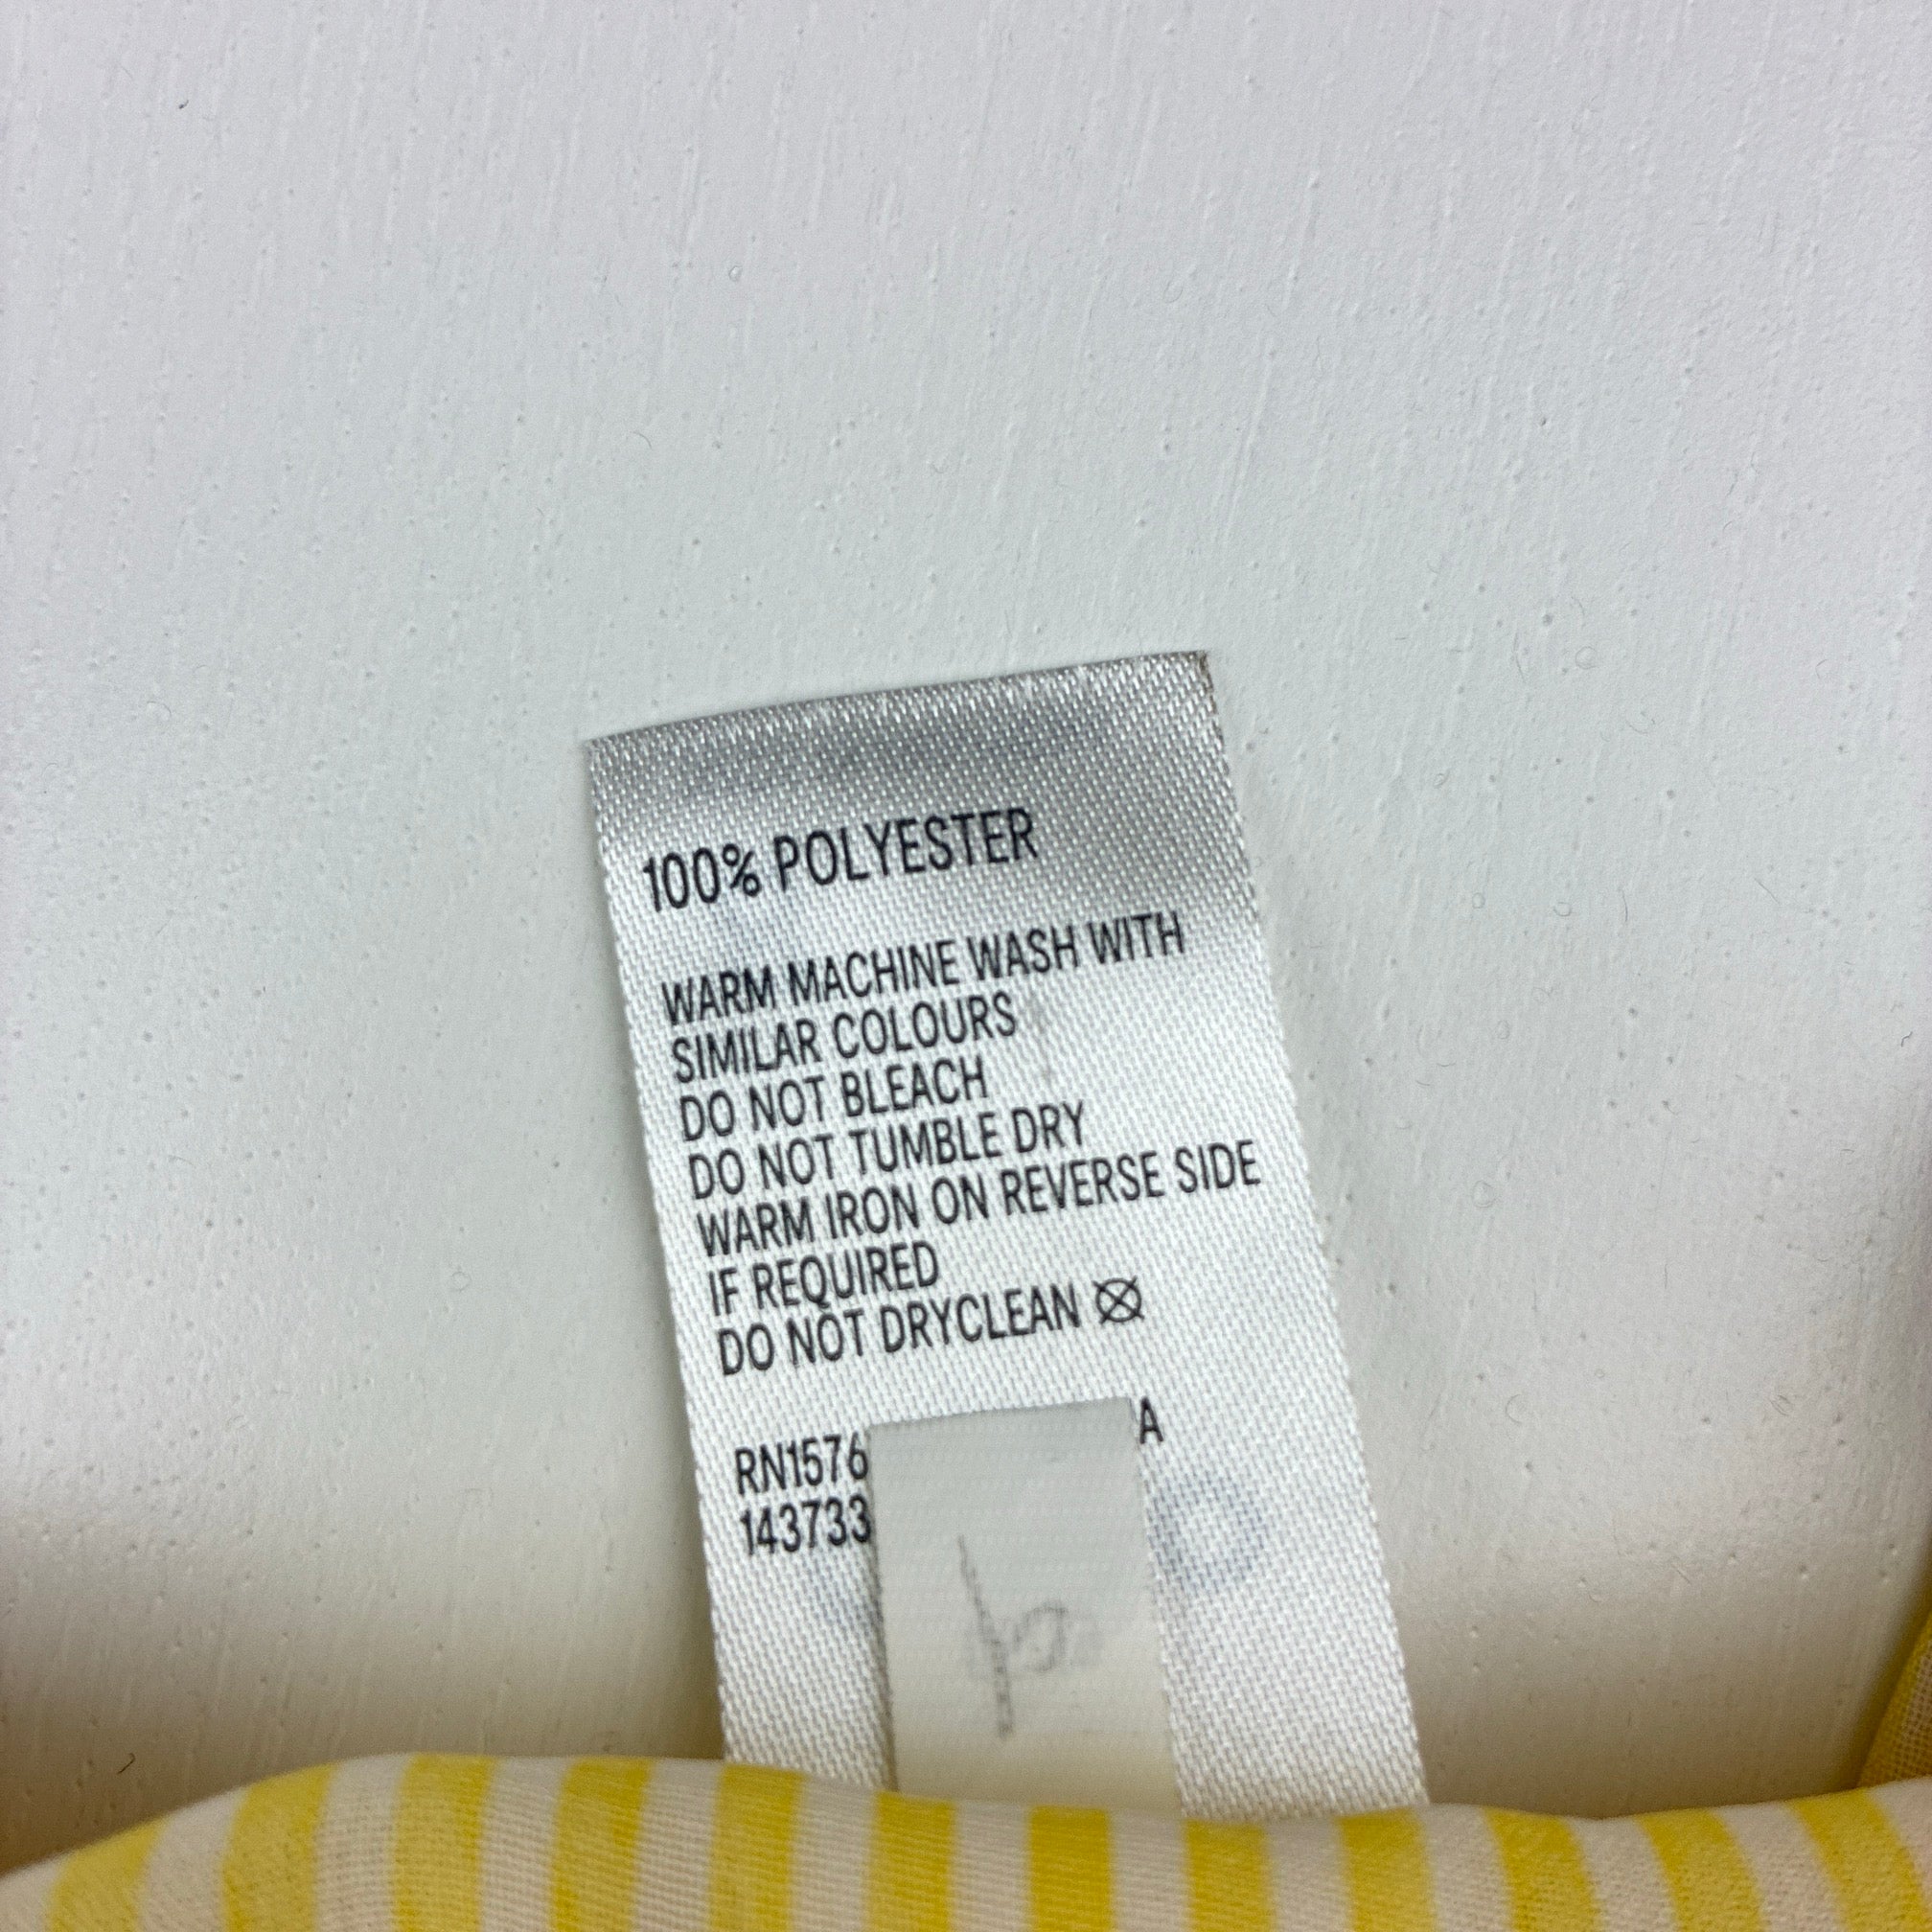 100% POLYESTER
WARM MACHINE WASH WITH
SIMILAR COLOURS
DO NOT BLEACH
DO NOT TUMBLE DRY
WARM IRON ON REVERSE SIDE
IF REQUIRED
DO NOT DRYCLEAN
RN1576 A
143733